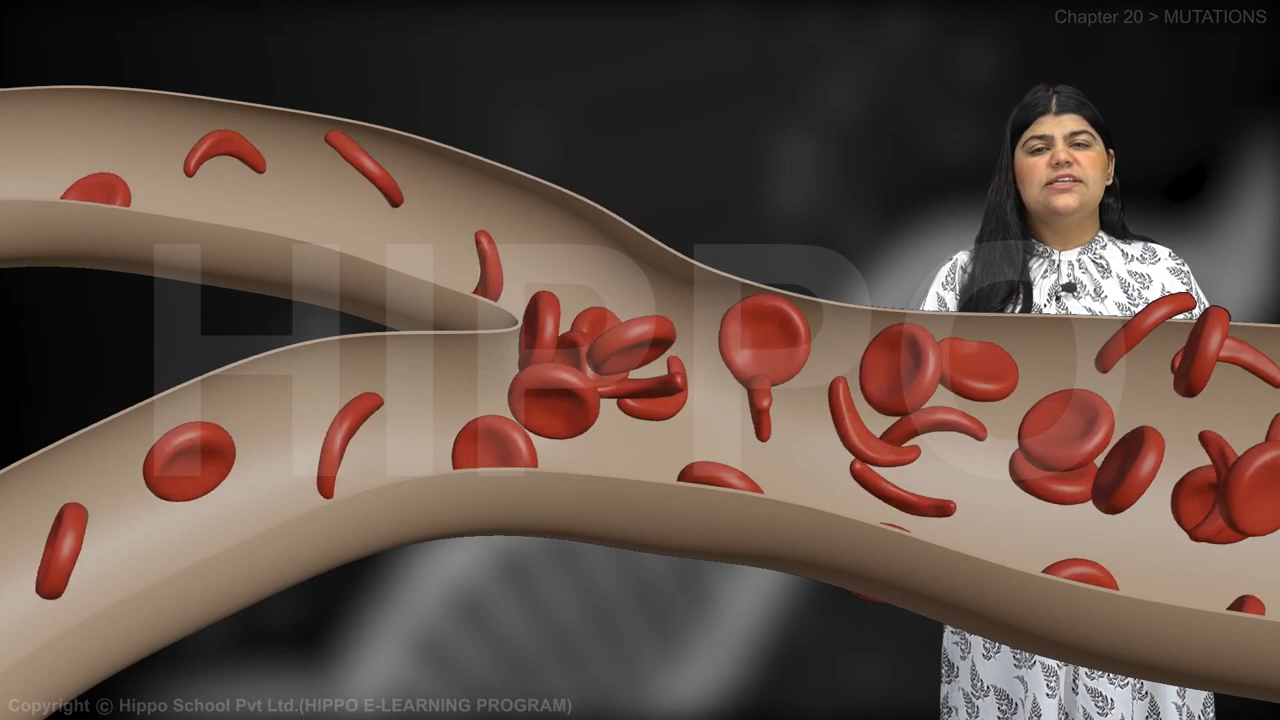 Chapter 20 > MUTATIONS
HIPPO
Copyright © Hippo School Pvt Ltd.(HIPPO E-LEARNING PROGRAM)